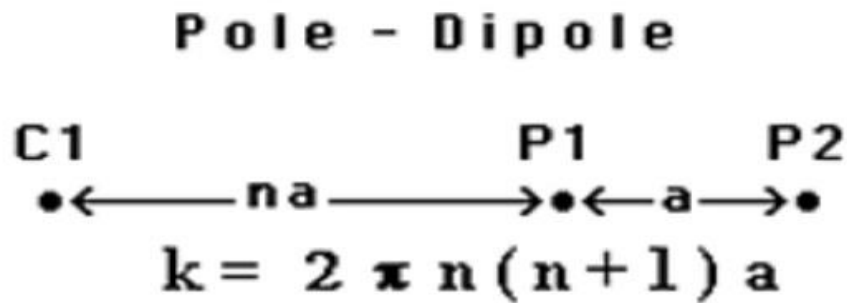 Pole - Dipole
C1 P1 P2
na a
k = 2 π n (n + 1) a